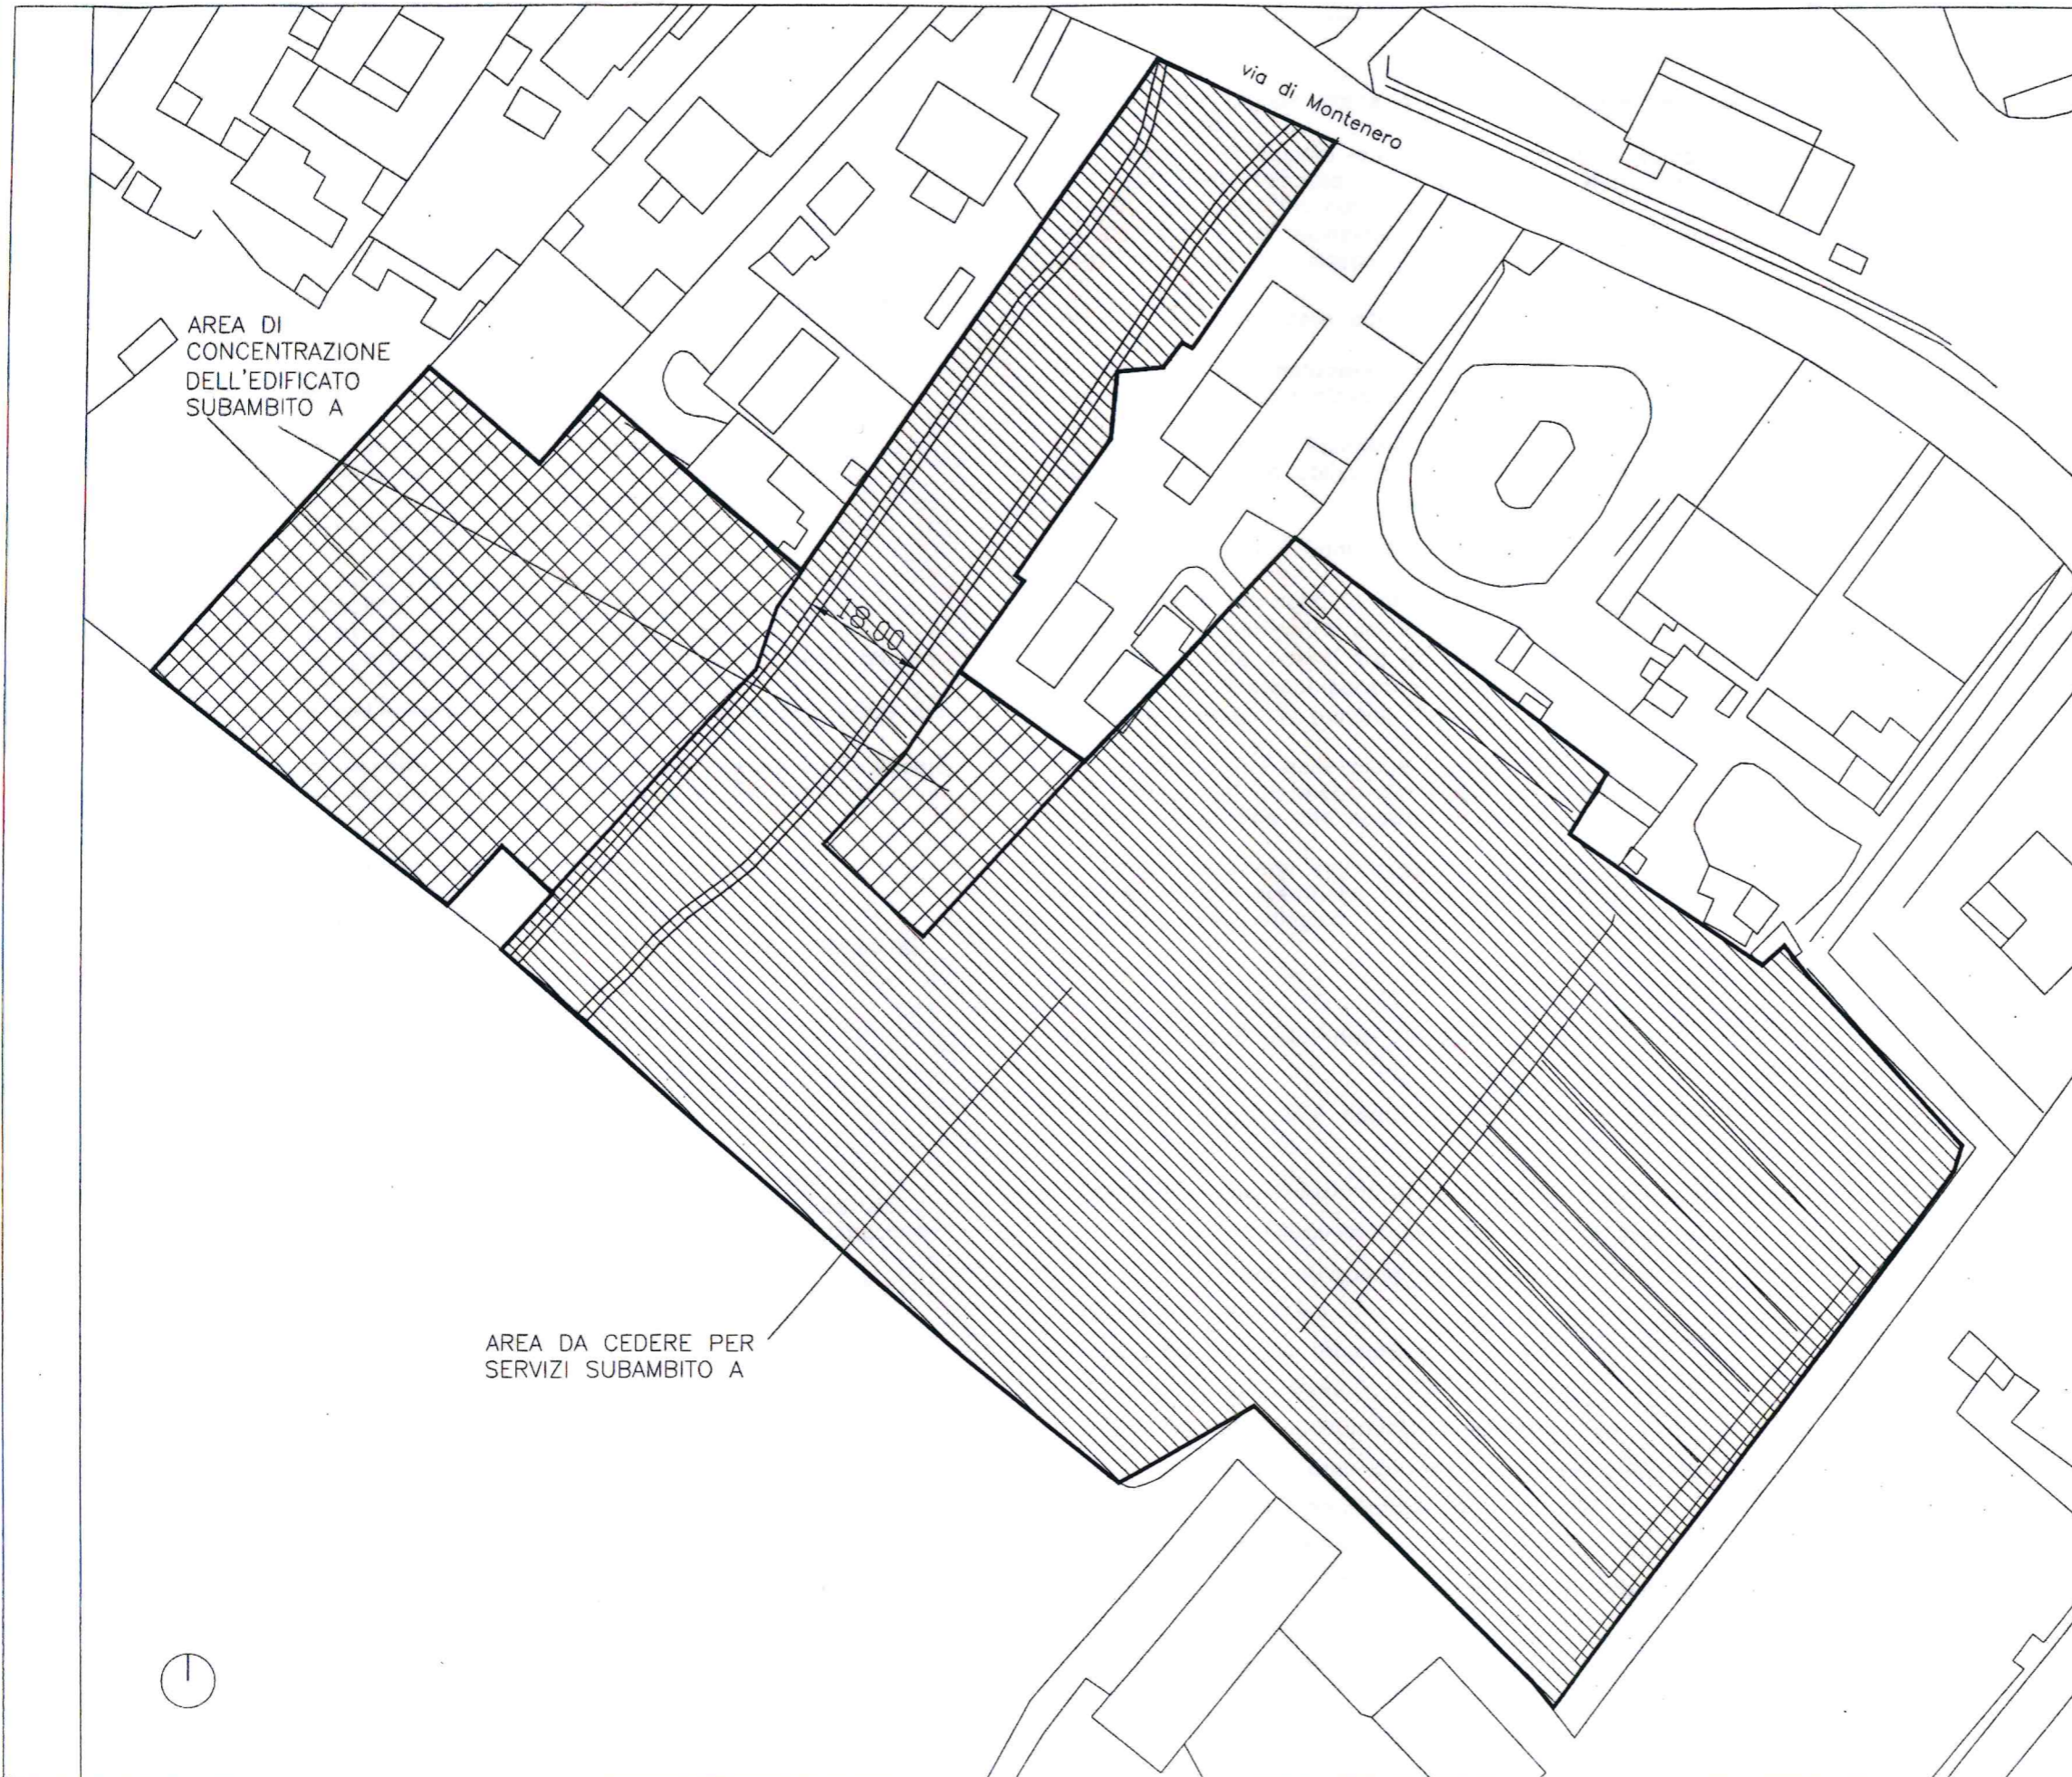 via di Montenero
AREA DI
CONCENTRAZIONE
DELL'EDIFICATO
SUBAMBITO A
18.00
AREA DA CEDERE PER
SERVIZI SUBAMBITO A